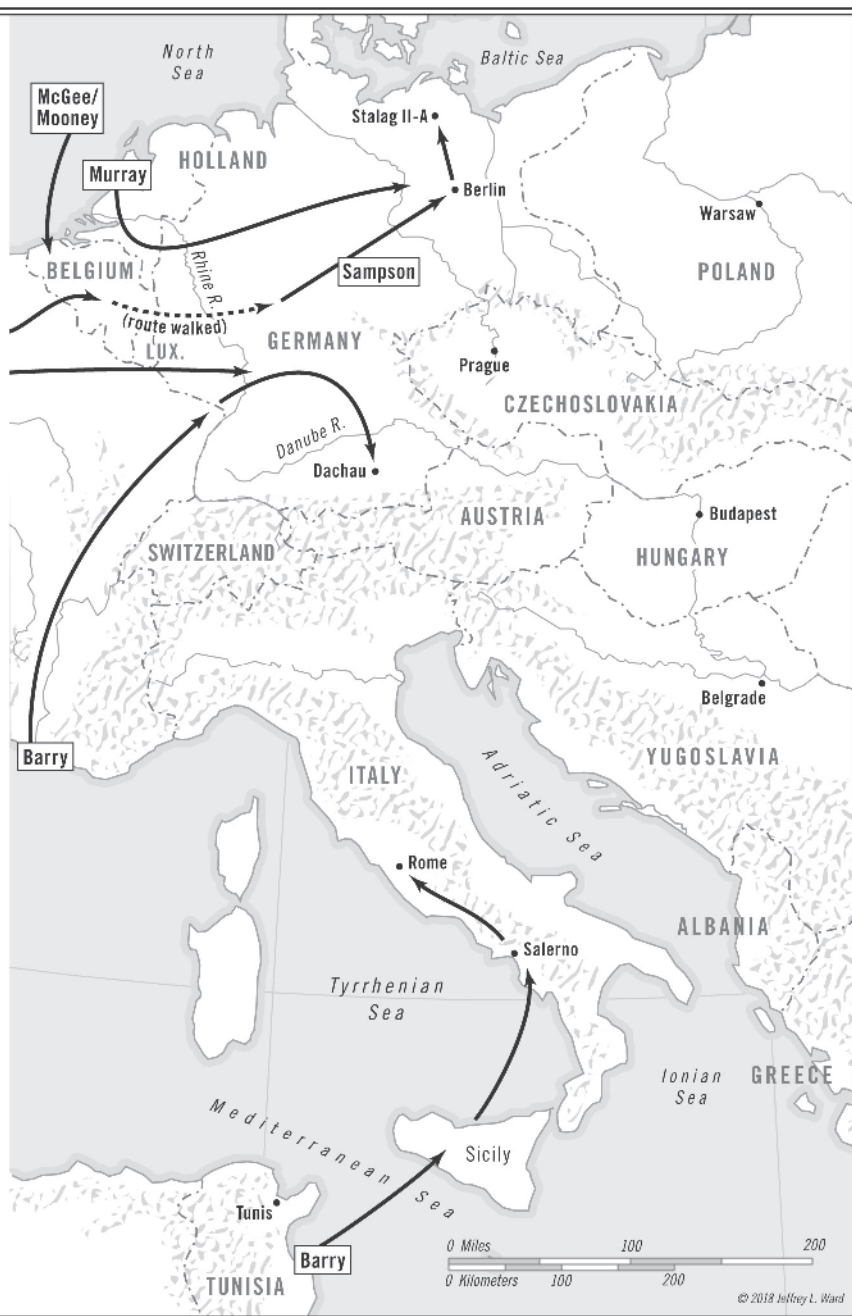 North
Sea
Baltic Sea
McGee/
Mooney
Stalag II-A
HOLLAND
Murray
Berlin
Warsaw
BELGIUM
Rhine R.
Sampson
POLAND
(route walked)
LUX.
GERMANY
Prague
CZECHOSLOVAKIA
Danube R.
Dachau
AUSTRIA
Budapest
SWITZERLAND
HUNGARY
Belgrade
Barry
YUGOSLAVIA
ITALY
Adriatic Sea
Rome
ALBANIA
Salerno
Tyrrhenian
Sea
Ionian
Sea
GREECE
Mediterranean Sea
Sicily
Tunis
Barry
TUNISIA
0 Miles 100 200
0 Kilometers 100 200
© 2018 Jeffrey L. Ward